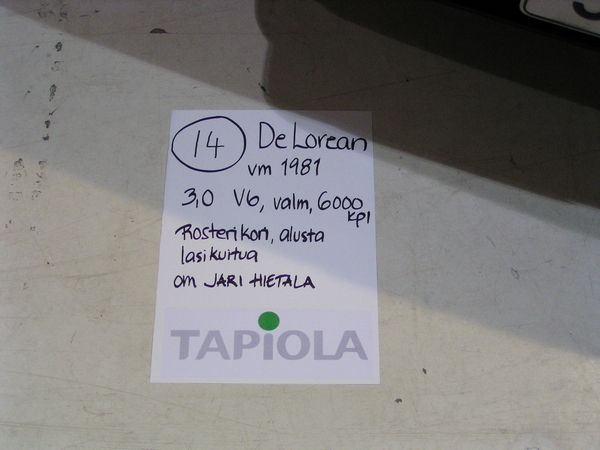 14 DeLorean
vm 1981
3,0 V6, valm, 6000
kpl
Rosterikori, alusta
lasikuitua
om JARI HIETALA
TAPIOLA